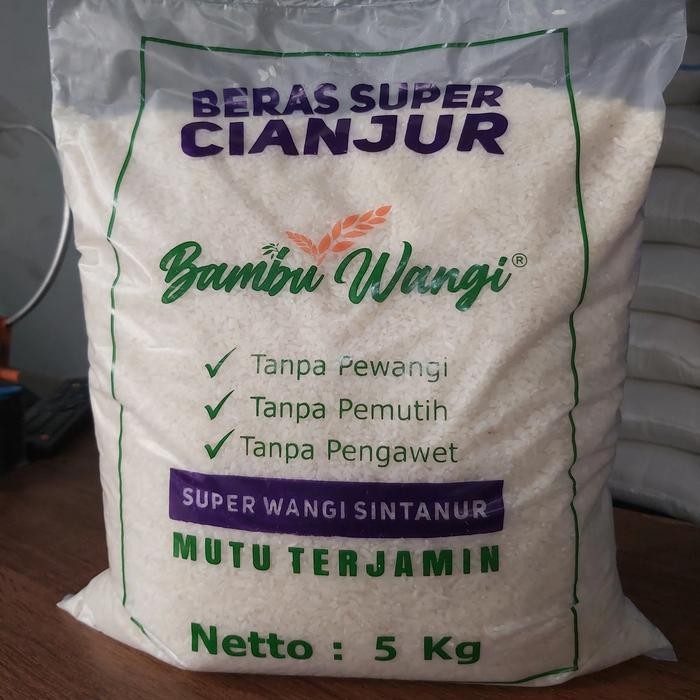 BERAS SUPER
CIANJUR
Bambu Wangi®
✓ Tanpa Pewangi
✓ Tanpa Pemutih
✓ Tanpa Pengawet
SUPER WANGI SINTANUR
MUTU TERJAMIN
Netto : 5 Kg